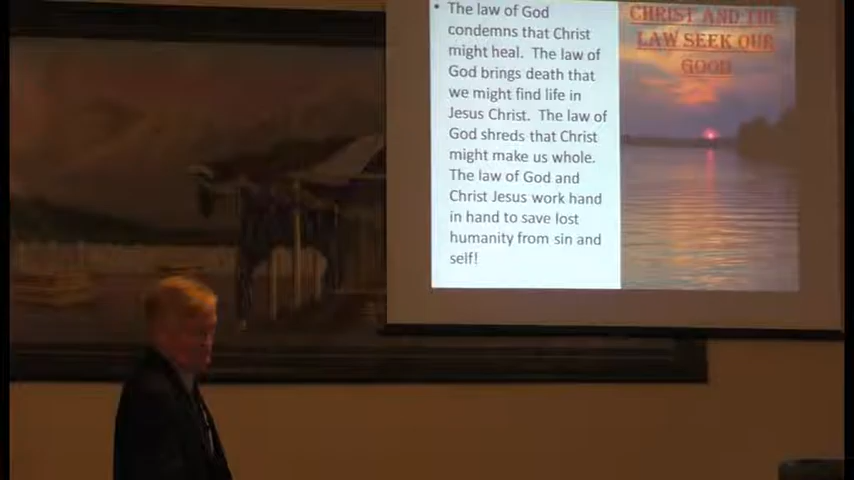 • The law of God
condemns that Christ
might heal. The law of
God brings death that
we might find life in
Jesus Christ. The law of
God shreds that Christ
might make us whole.
The law of God and
Christ Jesus work hand
in hand to save lost
humanity from sin and
self!
CHRIST AND THE
LAW SEEK OUR
GOOD